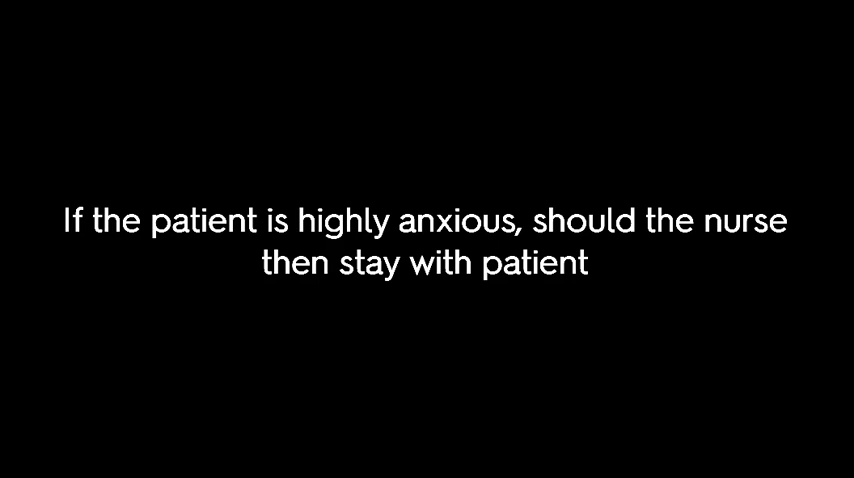 If the patient is highly anxious, should the nurse
then stay with patient